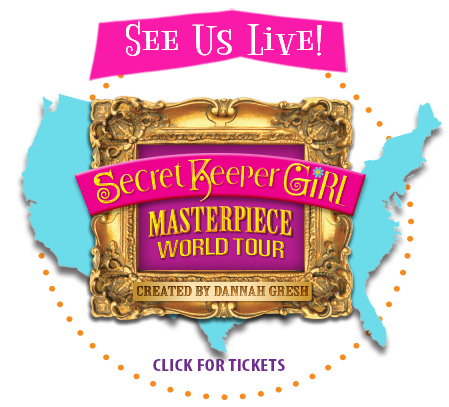 See Us Live!
Secret Keeper Girl
MASTERPIECE
WORLD TOUR
CREATED BY DANNAH GRESH
CLICK FOR TICKETS